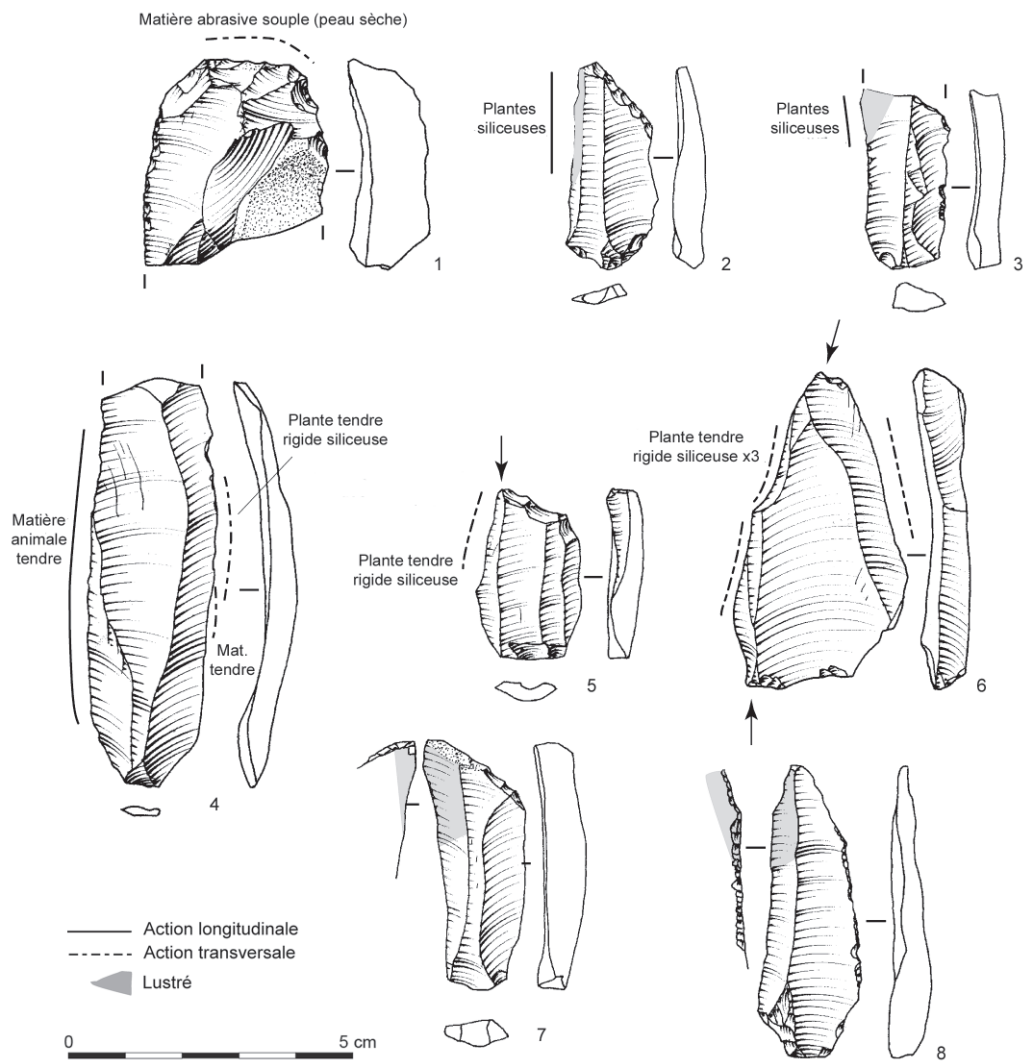 Matière abrasive souple (peau sèche)
1
Plantes
siliceuses
2
Plantes
siliceuses
3
Matière
animale
tendre
Plante tendre
rigide siliceuse
Mat.
tendre
4
Plante tendre
rigide siliceuse
5
Plante tendre
rigide siliceuse x3
6
7
8
Action longitudinale
Action transversale
Lustré
0 5 cm